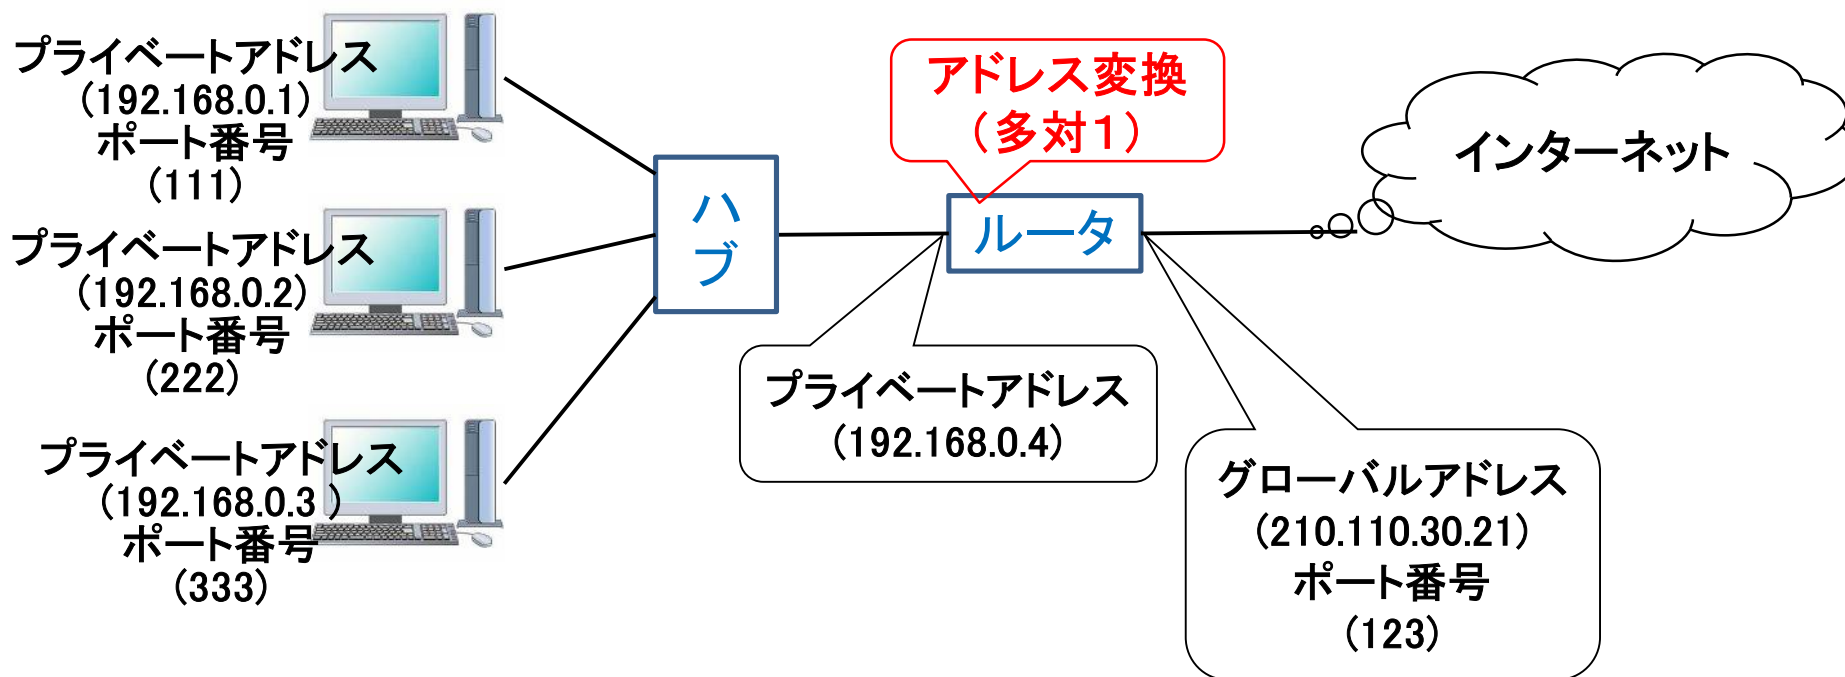 プライベートアドレス
(192.168.0.1)
ポート番号
(111)
プライベートアドレス
(192.168.0.2)
ポート番号
(222)
プライベートアドレス
(192.168.0.3 )
ポート番号
(333)
ハ
ブ
アドレス変換
(多対１)
ルータ
インターネット
プライベートアドレス
(192.168.0.4)
グローバルアドレス
(210.110.30.21)
ポート番号
(123)